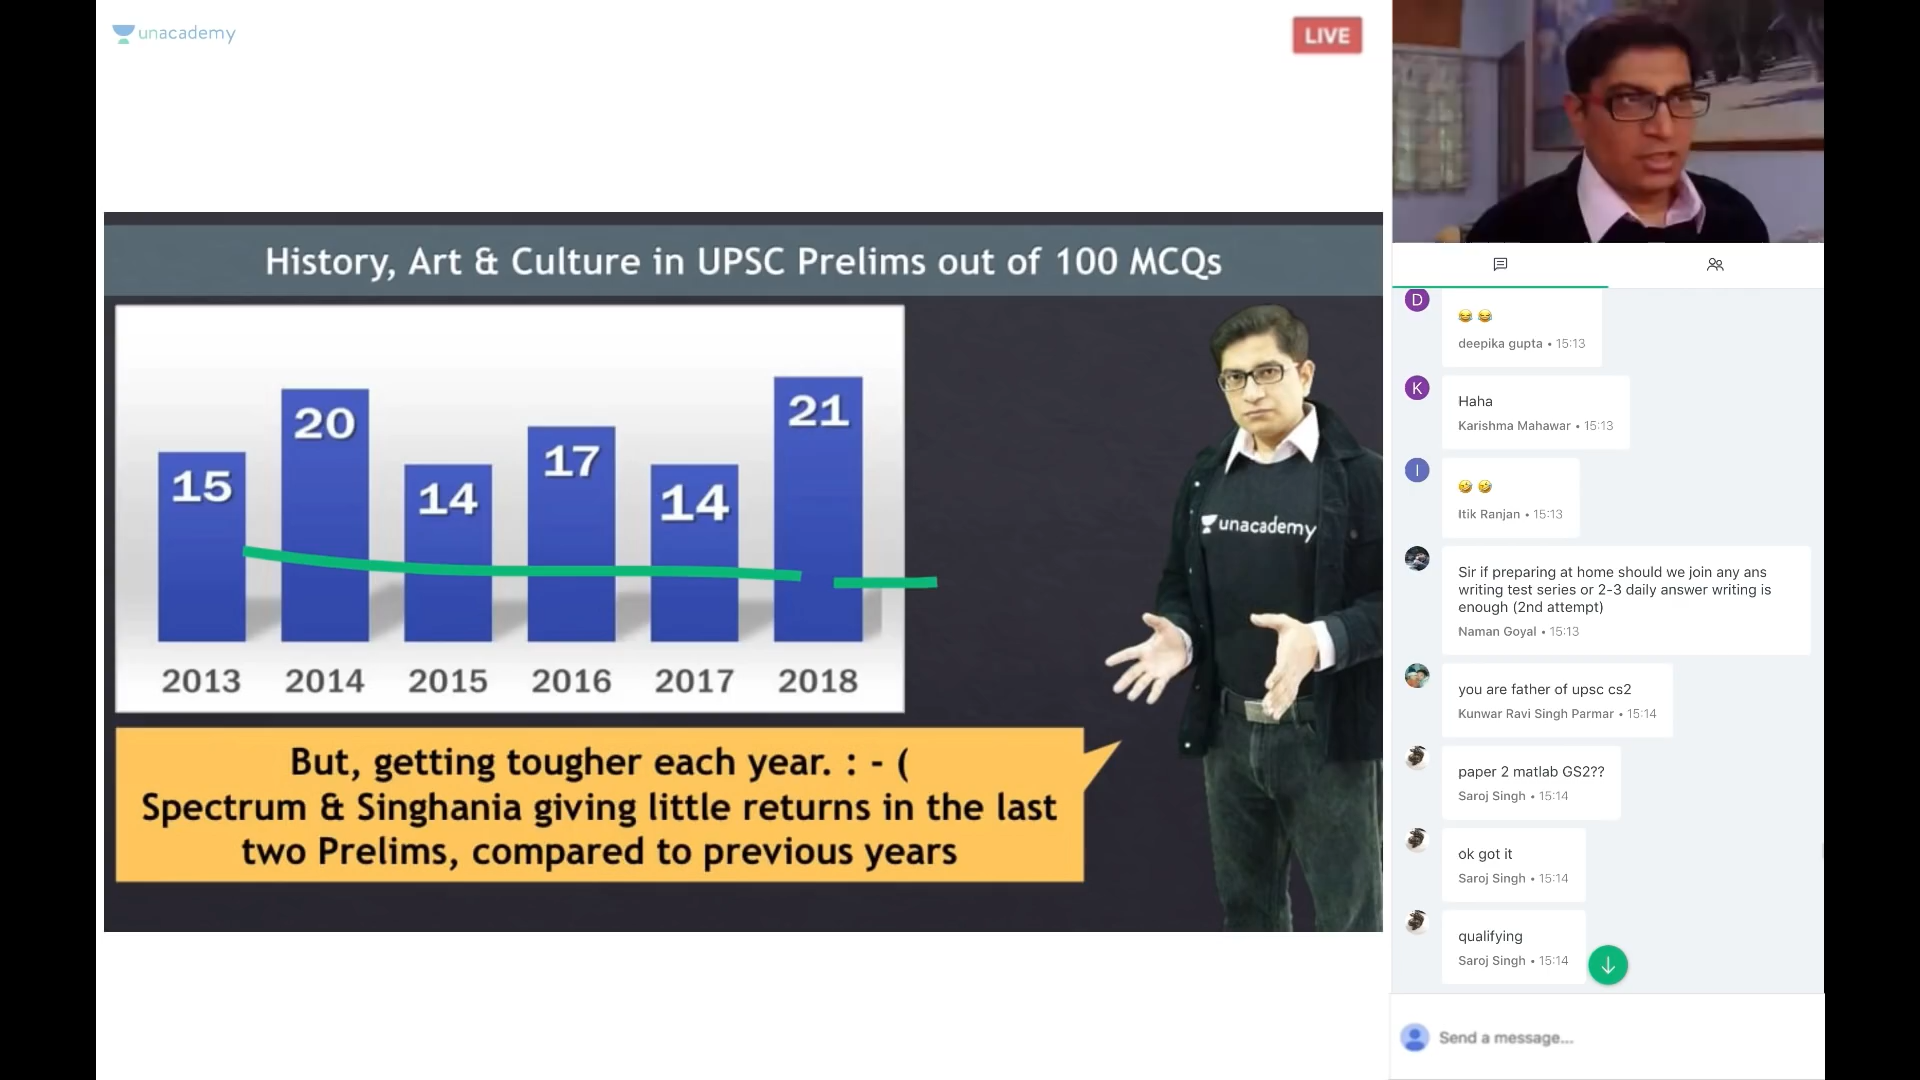 unacademy
LIVE
History, Art & Culture in UPSC Prelims out of 100 MCQs
15
20
14
17
14
21
2013
2014
2015
2016
2017
2018
unacademy
But, getting tougher each year. : - (
Spectrum & Singhania giving little returns in the last
two Prelims, compared to previous years
D
😂 😂
deepika gupta • 15:13
K
Haha
Karishma Mahawar • 15:13
I
🤣 🤣
Itik Ranjan • 15:13
Sir if preparing at home should we join any ans
writing test series or 2-3 daily answer writing is
enough (2nd attempt)
Naman Goyal • 15:13
you are father of upsc cs2
Kunwar Ravi Singh Parmar • 15:14
paper 2 matlab GS2??
Saroj Singh • 15:14
ok got it
Saroj Singh • 15:14
qualifying
Saroj Singh • 15:14
Send a message...